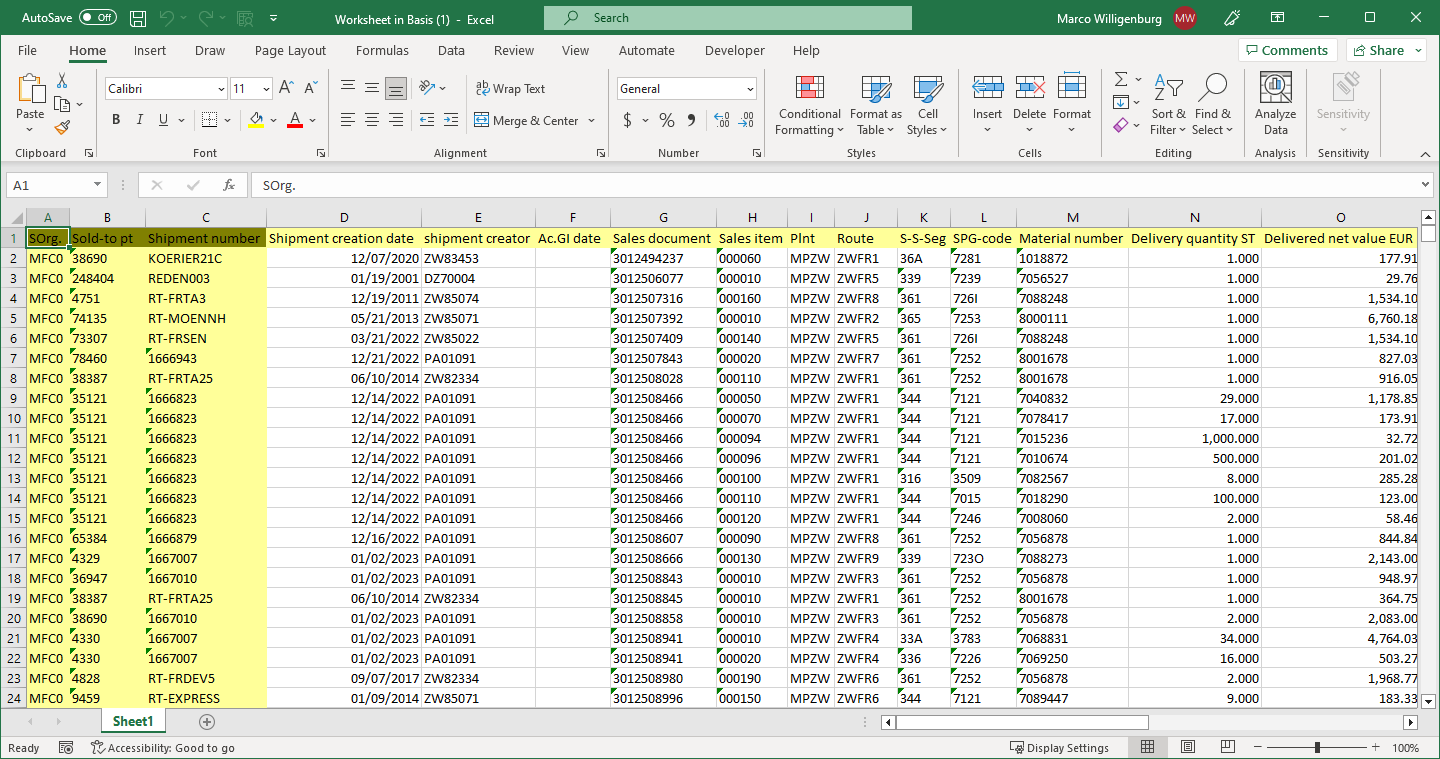 AutoSave Off Worksheet in Basis (1) - Excel Search Marco Willigenburg MW
File Home Insert Draw Page Layout Formulas Data Review View Automate Developer Help Comments Share
Paste Calibri 11 Wrap Text General Conditional Formatting Format as Table Cell Styles Insert Delete Format Sort & Filter Find & Select Analyze Data Sensitivity
B I U Merge & Center $ % ,
Clipboard Font Alignment Number Styles Cells Editing Analysis Sensitivity
A1 fx SOrg.
A B C D E F G H I J K L M N O
1 SOrg. Sold-to pt Shipment number Shipment creation date shipment creator Ac.GI date Sales document Sales item Plnt Route S-S-Seg SPG-code Material number Delivery quantity ST Delivered net value EUR
2 MFC0 38690 KOERIER21C 12/07/2020 ZW83453 3012494237 000060 MPZW ZWFR1 36A 7281 1018872 1.000 177.91
3 MFC0 248404 REDEN003 01/19/2001 DZ70004 3012506077 000010 MPZW ZWFR5 339 7239 7056527 1.000 29.76
4 MFC0 4751 RT-FRTA3 12/19/2011 ZW85074 3012507316 000160 MPZW ZWFR8 361 726I 7088248 1.000 1,534.10
5 MFC0 74135 RT-MOENNH 05/21/2013 ZW85071 3012507392 000010 MPZW ZWFR2 365 7253 8000111 1.000 6,760.18
6 MFC0 73307 RT-FRSEN 03/21/2022 ZW85022 3012507409 000140 MPZW ZWFR5 361 726I 7088248 1.000 1,534.10
7 MFC0 78460 1666943 12/21/2022 PA01091 3012507843 000020 MPZW ZWFR7 361 7252 8001678 1.000 827.03
8 MFC0 38387 RT-FRTA25 06/10/2014 ZW82334 3012508028 000110 MPZW ZWFR1 361 7252 8001678 1.000 916.05
9 MFC0 35121 1666823 12/14/2022 PA01091 3012508466 000050 MPZW ZWFR1 344 7121 7040832 29.000 1,178.85
10 MFC0 35121 1666823 12/14/2022 PA01091 3012508466 000070 MPZW ZWFR1 344 7121 7078417 17.000 173.91
11 MFC0 35121 1666823 12/14/2022 PA01091 3012508466 000094 MPZW ZWFR1 344 7121 7015236 1,000.000 32.72
12 MFC0 35121 1666823 12/14/2022 PA01091 3012508466 000096 MPZW ZWFR1 344 7121 7010674 500.000 201.02
13 MFC0 35121 1666823 12/14/2022 PA01091 3012508466 000100 MPZW ZWFR1 316 3509 7082567 8.000 285.28
14 MFC0 35121 1666823 12/14/2022 PA01091 3012508466 000110 MPZW ZWFR1 344 7015 7018290 100.000 123.00
15 MFC0 35121 1666823 12/14/2022 PA01091 3012508466 000120 MPZW ZWFR1 344 7246 7008060 2.000 58.46
16 MFC0 65384 1666879 12/16/2022 PA01091 3012508607 000090 MPZW ZWFR8 361 7252 7056878 1.000 844.84
17 MFC0 4329 1667007 01/02/2023 PA01091 3012508666 000130 MPZW ZWFR9 339 723O 7088273 1.000 2,143.00
18 MFC0 36947 1667010 01/02/2023 PA01091 3012508843 000010 MPZW ZWFR3 361 7252 7056878 1.000 948.97
19 MFC0 38387 RT-FRTA25 06/10/2014 ZW82334 3012508845 000010 MPZW ZWFR1 361 7252 8001678 1.000 364.75
20 MFC0 38690 1667010 01/02/2023 PA01091 3012508858 000010 MPZW ZWFR3 361 7252 7056878 2.000 2,083.00
21 MFC0 4330 1667007 01/02/2023 PA01091 3012508941 000010 MPZW ZWFR4 33A 3783 7068831 34.000 4,764.03
22 MFC0 4330 1667007 01/02/2023 PA01091 3012508941 000020 MPZW ZWFR4 336 7226 7069250 16.000 503.27
23 MFC0 4828 RT-FRDEV5 09/07/2017 ZW82334 3012508980 000190 MPZW ZWFR6 361 7252 7056878 2.000 1,968.77
24 MFC0 9459 RT-EXPRESS 01/09/2014 ZW85071 3012508996 000150 MPZW ZWFR6 344 7121 7089447 9.000 183.33
Sheet1
Ready Accessibility: Good to go Display Settings 100%